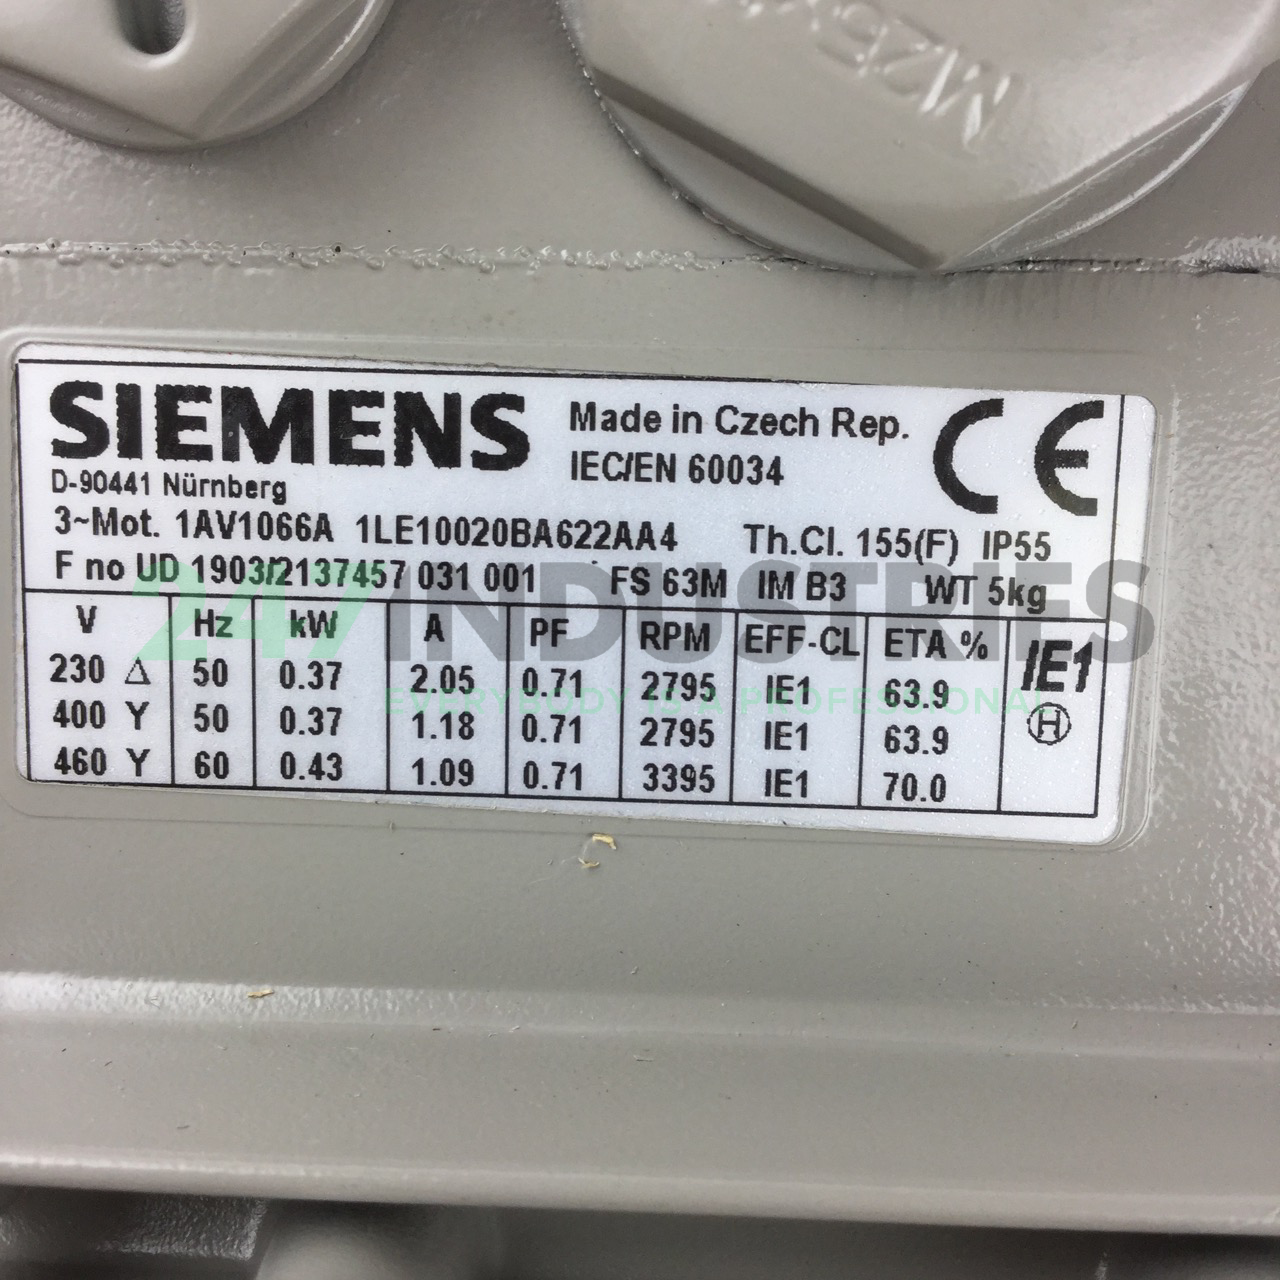 SIEMENS
Made in Czech Rep.
IEC/EN 60034
CE
D-90441 Nürnberg
3~Mot. 1AV1066A 1LE10020BA622AA4 Th.Cl. 155(F) IP55
F no UD 1903/2137457 031 001 FS 63M IM B3 WT 5kg
V Hz kW A PF RPM EFF-CL ETA % IE1
230 Δ 50 0.37 2.05 0.71 2795 IE1 63.9
400 Y 50 0.37 1.18 0.71 2795 IE1 63.9 H
460 Y 60 0.43 1.09 0.71 3395 IE1 70.0
247 INDUSTRIES
EVERYBODY IS A PROFESSIONAL